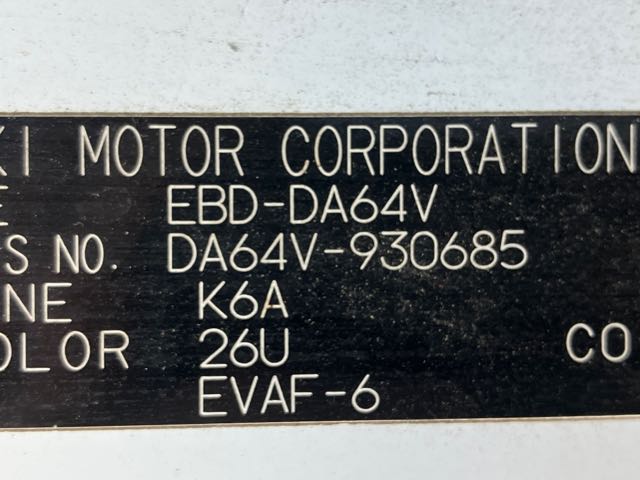 KI MOTOR CORPORATION
E EBD-DA64V
S NO. DA64V-930685
NE K6A
OLOR 26U CO
EVAF-6